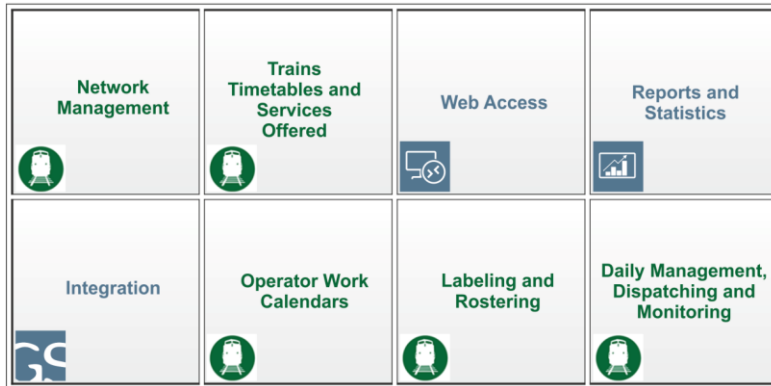 Network
Management
Trains
Timetables and
Services
Offered
Web Access
Reports and
Statistics
Integration
GS
Operator Work
Calendars
Labeling and
Rostering
Daily Management,
Dispatching and
Monitoring